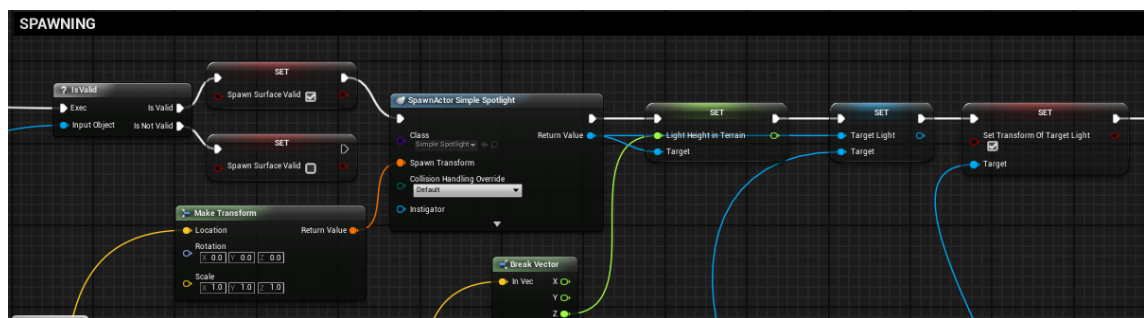 SPAWNING
? IsValid
Exec
Is Valid
Input Object
Is Not Valid
SET
Spawn Surface Valid
SET
Spawn Surface Valid
Make Transform
Location
Return Value
Rotation
X 0.0 Y 0.0 Z 0.0
Scale
X 1.0 Y 1.0 Z 1.0
SpawnActor Simple Spotlight
Return Value
Class
Simple Spotlight
Spawn Transform
Collision Handling Override
Default
Instigator
Break Vector
In Vec
X
Y
Z
SET
Light Height in Terrain
Target
SET
Target Light
Target
SET
Set Transform Of Target Light
Target